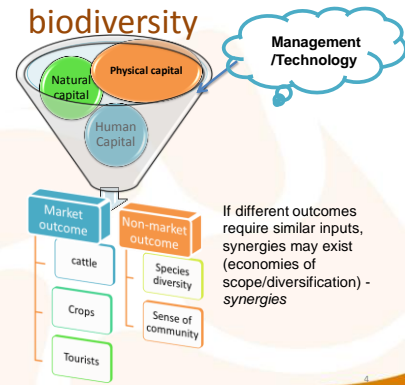 biodiversity
Management
/Technology
Physical capital
Natural
capital
Human
Capital
Market
outcome
Non-market
outcome
cattle
Crops
Tourists
Species
diversity
Sense of
community
If different outcomes
require similar inputs,
synergies may exist
(economies of
scope/diversification) -
synergies
4